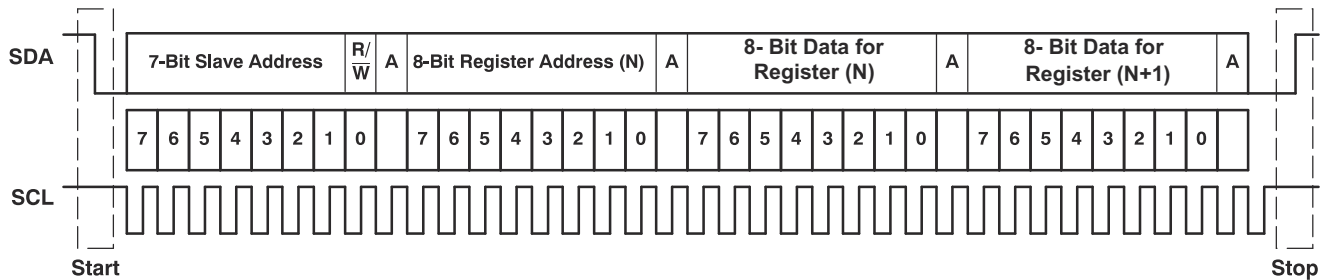 SDA
7-Bit Slave Address
R/
W
A
8-Bit Register Address (N)
A
8- Bit Data for
Register (N)
A
8- Bit Data for
Register (N+1)
A
7 6 5 4 3 2 1 0 7 6 5 4 3 2 1 0 7 6 5 4 3 2 1 0 7 6 5 4 3 2 1 0
SCL
Start
Stop